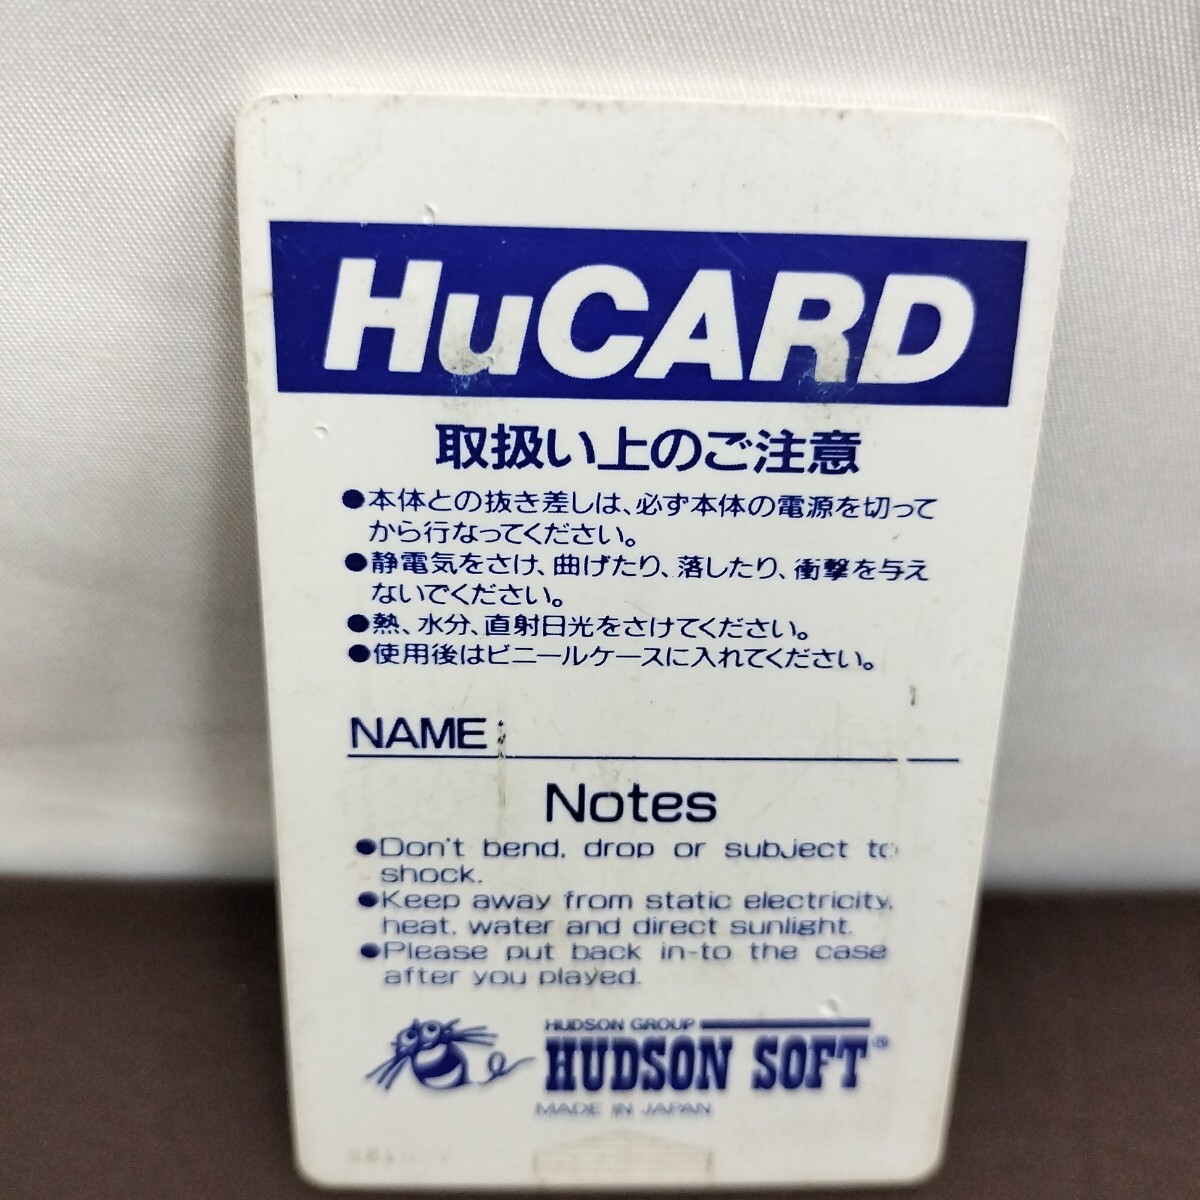 HuCARD
取扱い上のご注意
●本体との抜き差しは、必ず本体の電源を切って
から行なってください。
●静電気をさけ、曲げたり、落したり、衝撃を与え
ないでください。
●熱、水分、直射日光をさけてください。
●使用後はビニールケースに入れてください。
NAME
Notes
●Don't bend, drop or subject to
shock.
●Keep away from static electricity,
heat, water and direct sunlight.
●Please put back in-to the case
after you played.
HUDSON GROUP
HUDSON SOFT®
MADE IN JAPAN